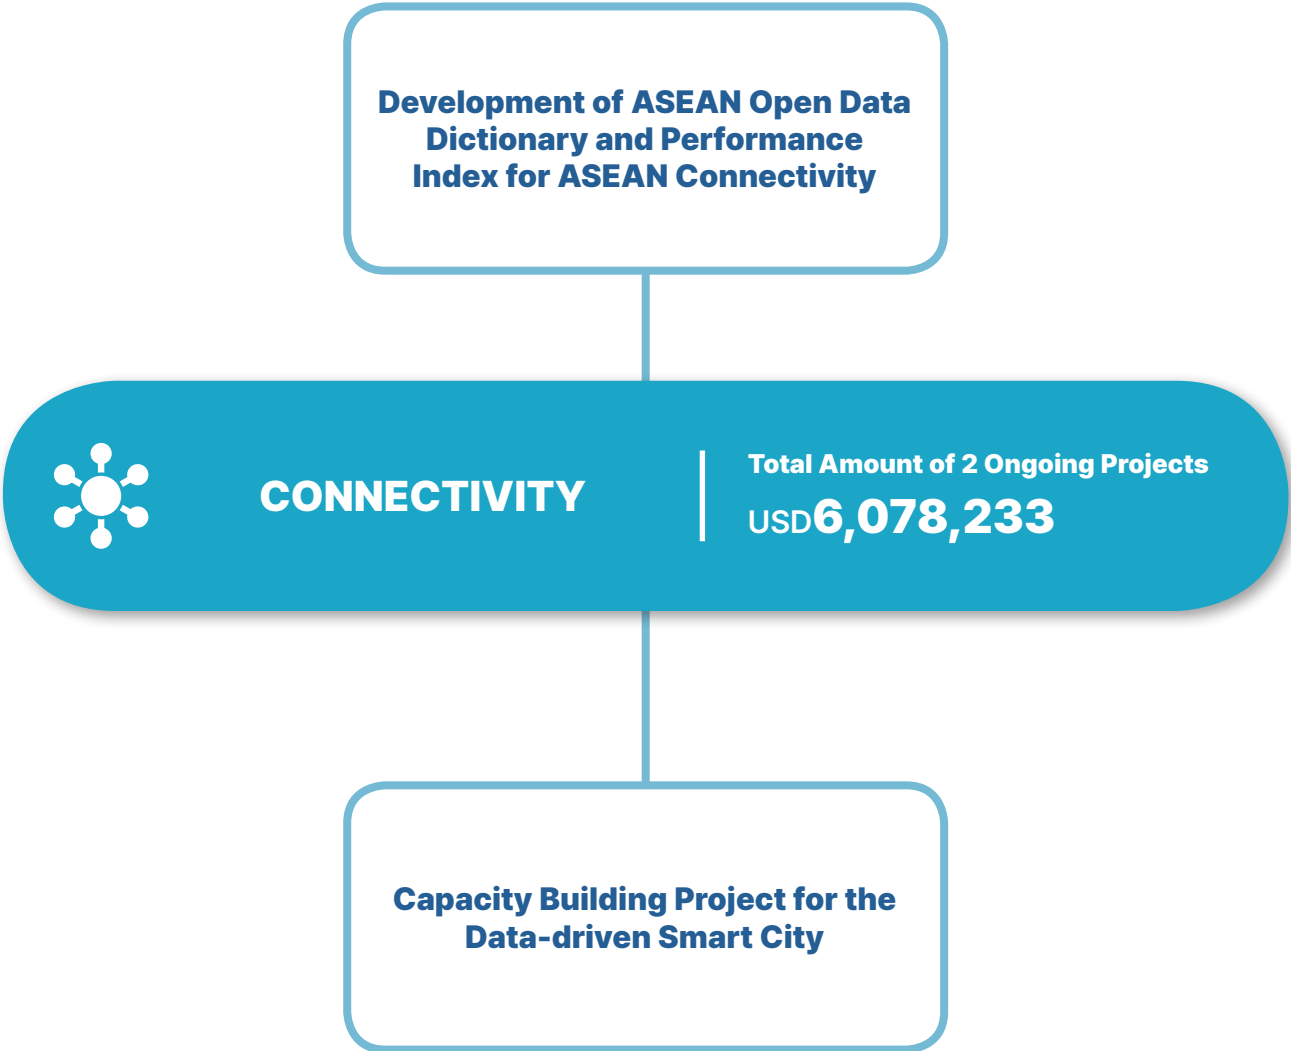 Development of ASEAN Open Data
Dictionary and Performance
Index for ASEAN Connectivity
CONNECTIVITY
Total Amount of 2 Ongoing Projects
USD6,078,233
Capacity Building Project for the
Data-driven Smart City